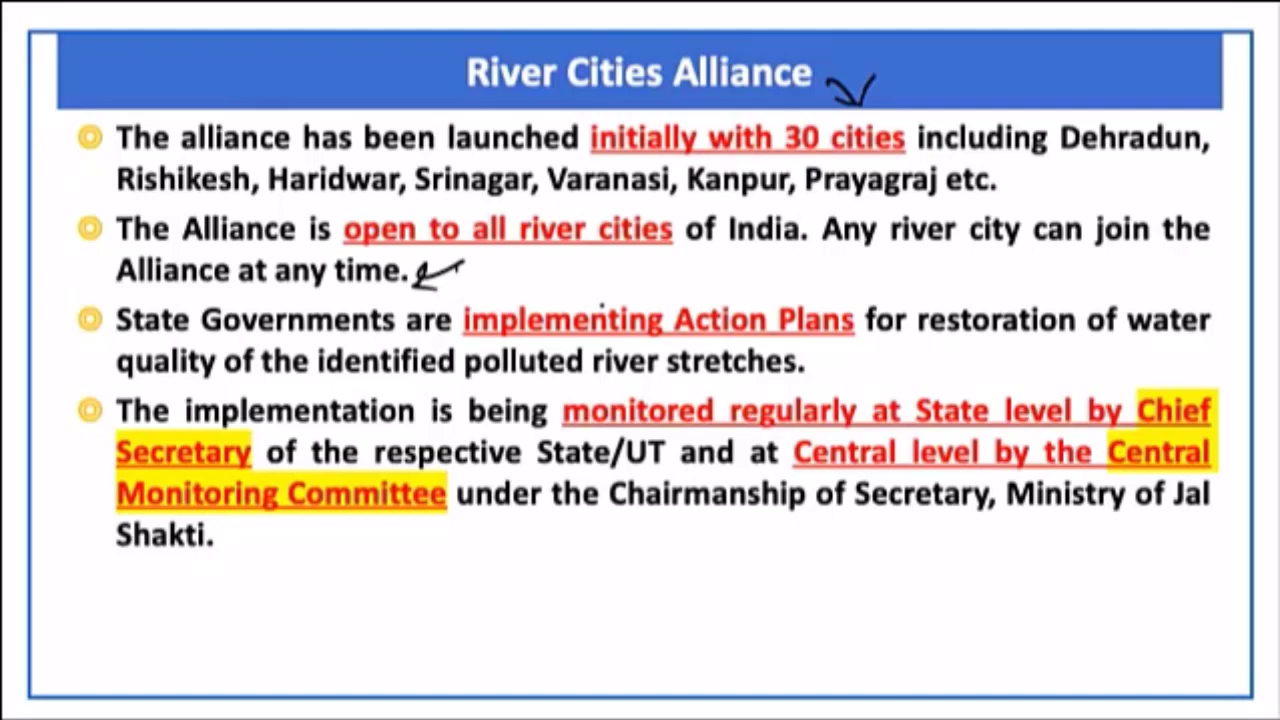 River Cities Alliance
The alliance has been launched initially with 30 cities including Dehradun,
Rishikesh, Haridwar, Srinagar, Varanasi, Kanpur, Prayagraj etc.
The Alliance is open to all river cities of India. Any river city can join the
Alliance at any time.
State Governments are implementing Action Plans for restoration of water
quality of the identified polluted river stretches.
The implementation is being monitored regularly at State level by Chief
Secretary of the respective State/UT and at Central level by the Central
Monitoring Committee under the Chairmanship of Secretary, Ministry of Jal
Shakti.